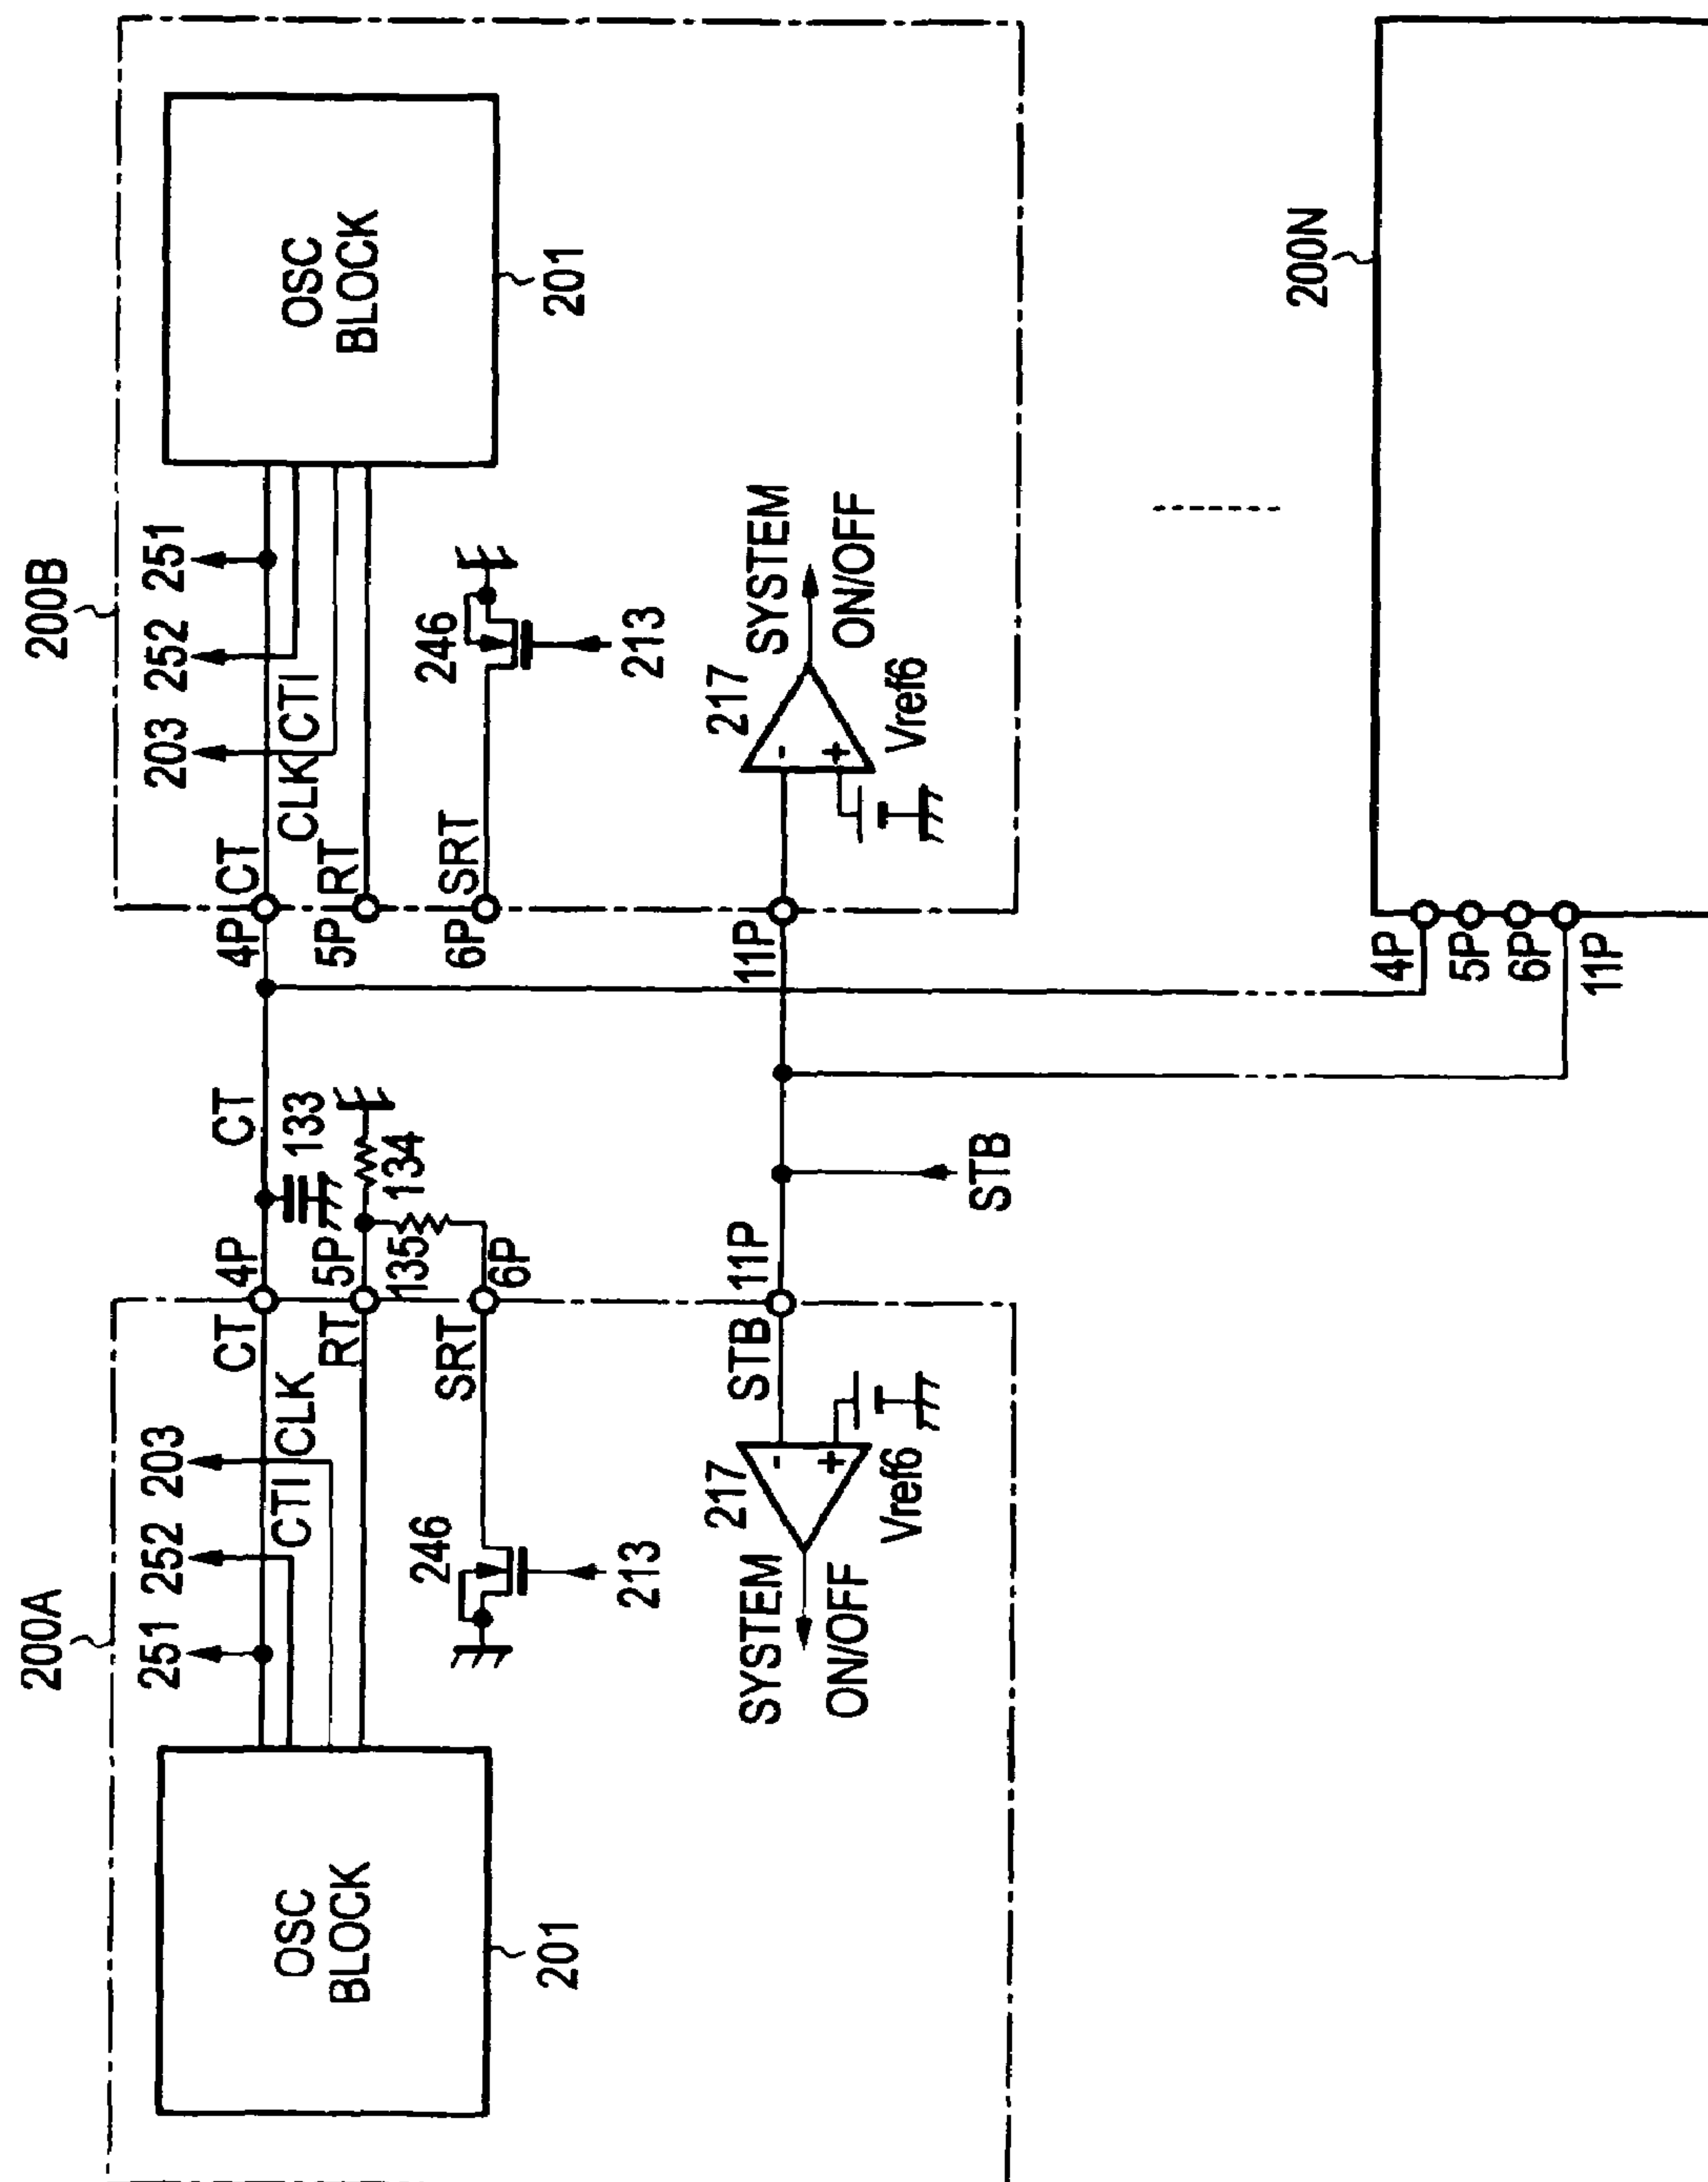 200A
OSC
BLOCK
201
251
252
203
CTI
CLK
CT
4P
RT
5P
SRT
6P
246
213
STB
11P
217
SYSTEM
ON/OFF
Vref6
CT
133
134
135
STB
200B
4P
CT
5P
RT
6P
SRT
11P
CLK
CTI
203
252
251
246
213
217
SYSTEM
ON/OFF
Vref6
OSC
BLOCK
201
200N
4P
5P
6P
11P